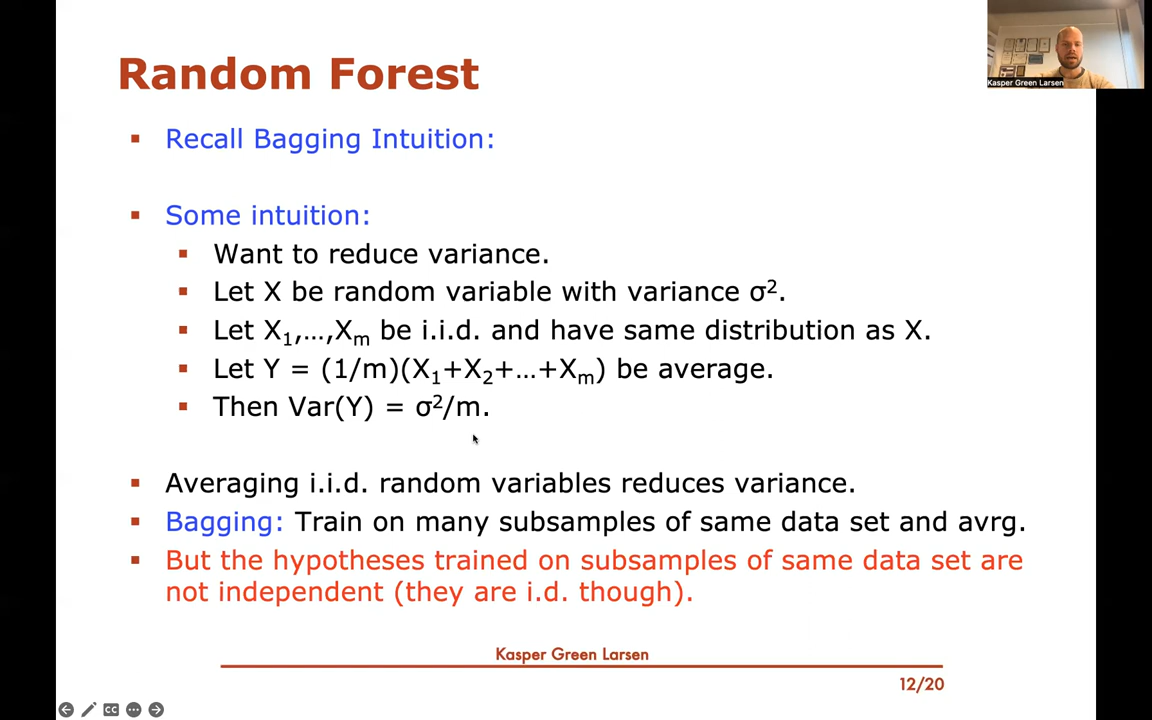 Random Forest
Kasper Green Larsen
▪ Recall Bagging Intuition:
▪ Some intuition:
▪ Want to reduce variance.
▪ Let X be random variable with variance σ².
▪ Let X₁,...,Xₘ be i.i.d. and have same distribution as X.
▪ Let Y = (1/m)(X₁+X₂+...+Xₘ) be average.
▪ Then Var(Y) = σ²/m.
▪ Averaging i.i.d. random variables reduces variance.
▪ Bagging: Train on many subsamples of same data set and avrg.
▪ But the hypotheses trained on subsamples of same data set are
not independent (they are i.d. though).
Kasper Green Larsen
12/20
CC